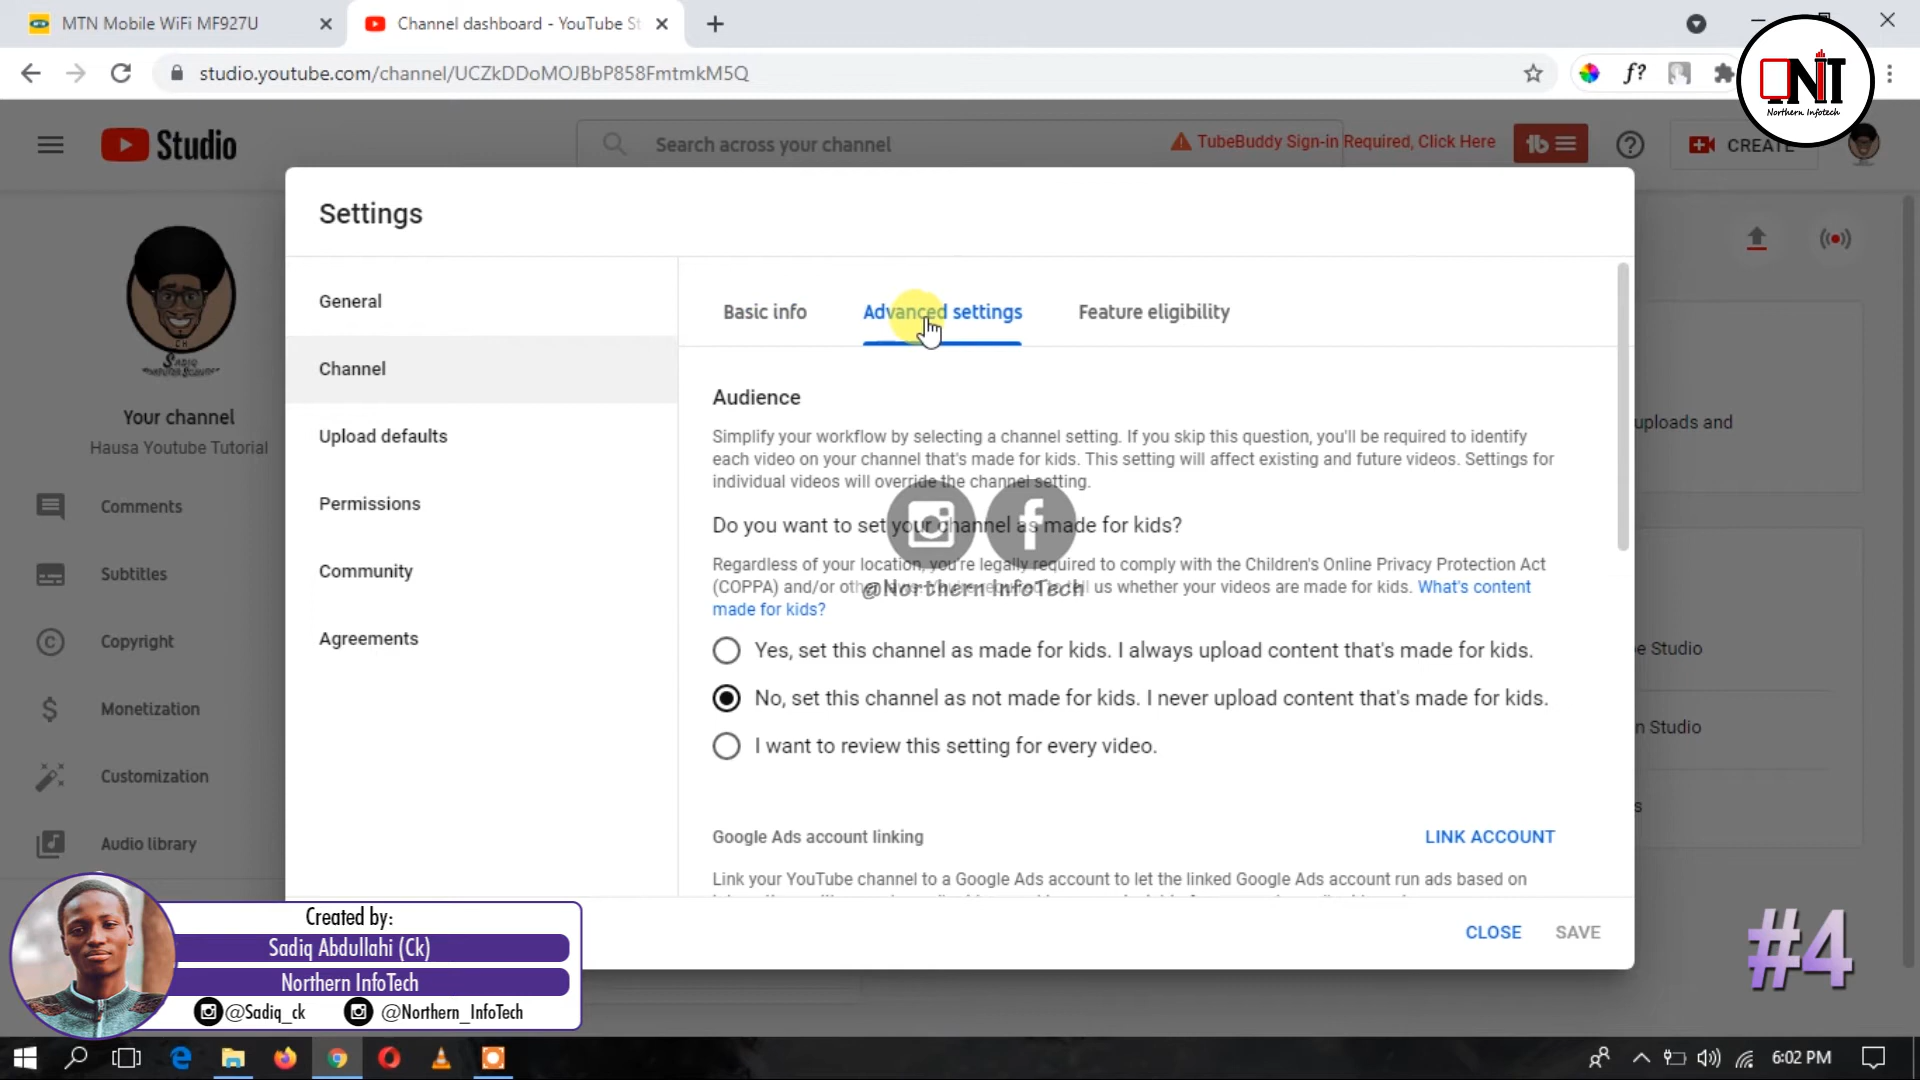 MTN Mobile WiFi MF927U
Channel dashboard - YouTube St
studio.youtube.com/channel/UCZkDDoMOJBbP858FmtmkM5Q
f?
INIT
Northern Infotech
Studio
Search across your channel
TubeBuddy Sign-in Required, Click Here
tb
CREATE
Settings
General
Channel
Upload defaults
Permissions
Community
Agreements
Basic info
Advanced settings
Feature eligibility
Audience
Simplify your workflow by selecting a channel setting. If you skip this question, you'll be required to identify
each video on your channel that's made for kids. This setting will affect existing and future videos. Settings for
individual videos will override the channel setting.
Do you want to set your channel as made for kids?
Regardless of your location, you're legally required to comply with the Children's Online Privacy Protection Act
(COPPA) and/or other laws. You're required to tell us whether your videos are made for kids. What's content
made for kids?
@Northern InfoTech
Yes, set this channel as made for kids. I always upload content that's made for kids.
No, set this channel as not made for kids. I never upload content that's made for kids.
I want to review this setting for every video.
Google Ads account linking
LINK ACCOUNT
Link your YouTube channel to a Google Ads account to let the linked Google Ads account run ads based on
CLOSE
SAVE
Your channel
Hausa Youtube Tutorial
Comments
Subtitles
Copyright
Monetization
Customization
Audio library
uploads and
e Studio
n Studio
s
Created by:
Sadiq Abdullahi (Ck)
Northern InfoTech
@Sadiq_ck
@Northern_InfoTech
#4
6:02 PM